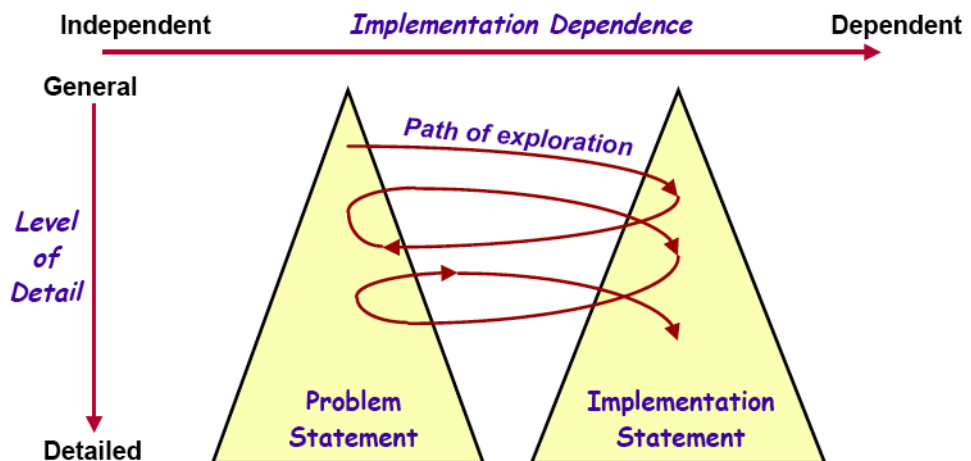 Independent
Implementation Dependence
Dependent
General
Path of exploration
Level
of
Detail
Problem
Statement
Implementation
Statement
Detailed